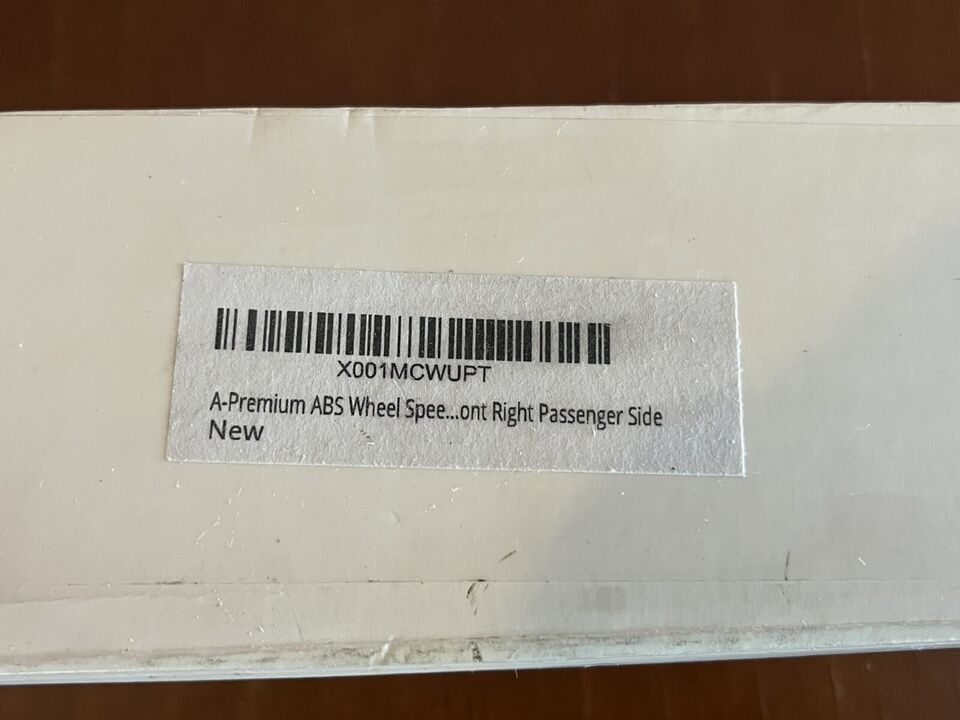 X001MCWUPT
A-Premium ABS Wheel Spee...ont Right Passenger Side
New